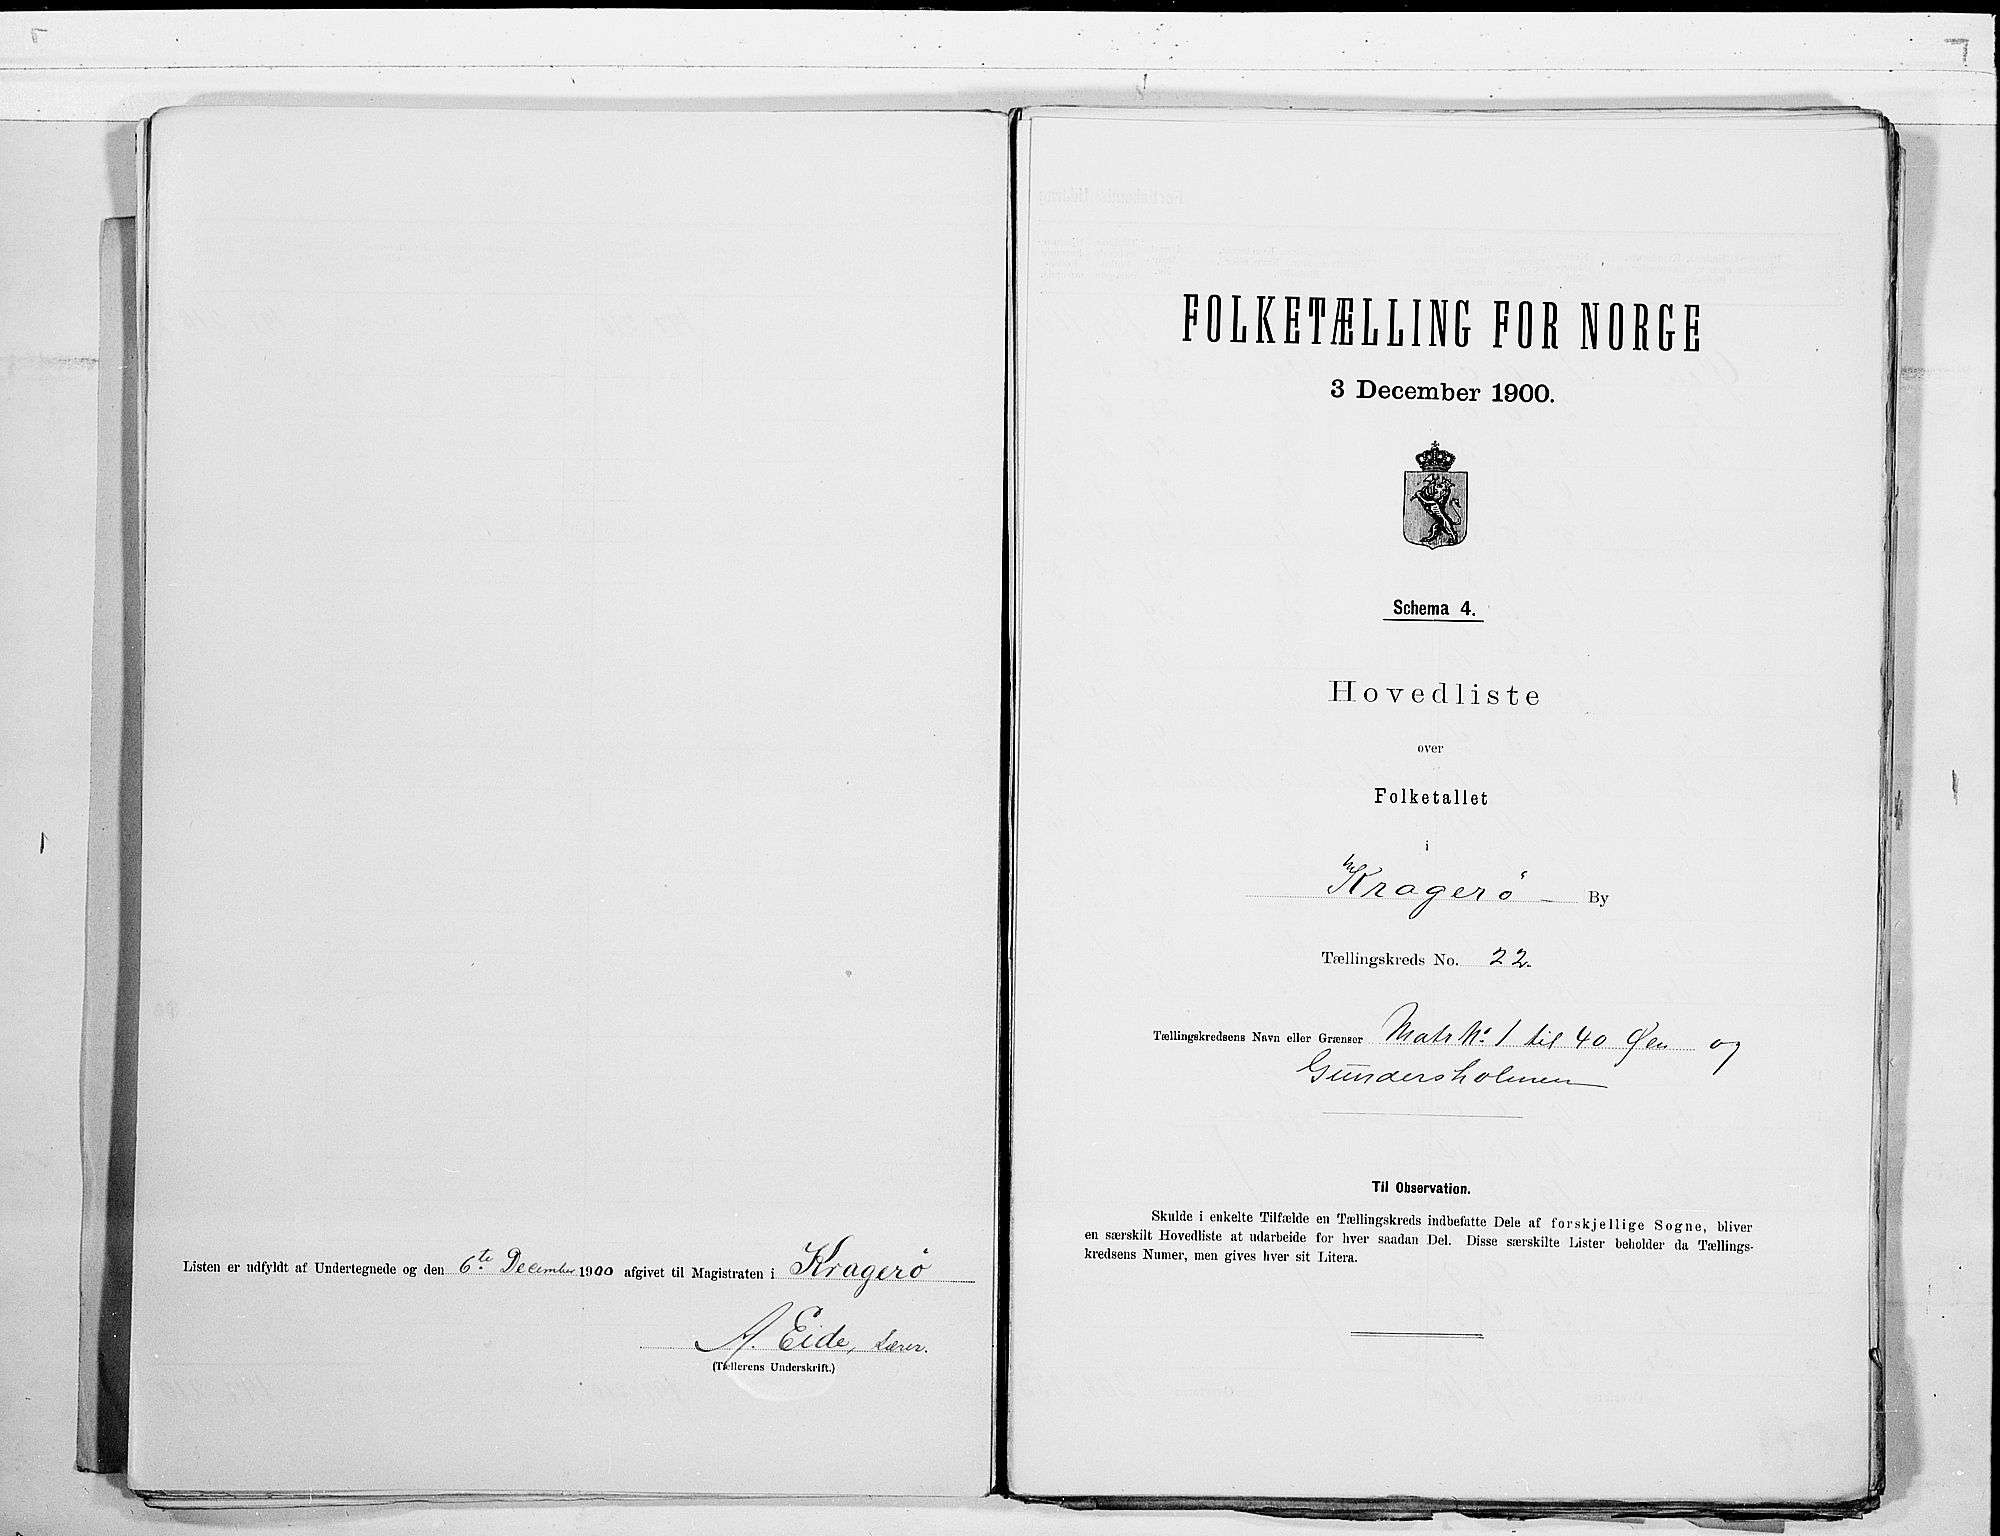 Listen er udfyldt af Undertegnede og den 6te December 1900 afgivet til Magistraten i Kragerø
A. Eide, Lærer.
(Tællerens Underskrift.)
FOLKETÆLLING FOR NORGE
3 December 1900.
Schema 4.
Hovedliste
over
Folketallet
i
Kragerø By
Tællingskreds No. 22.
Tællingskredsens Navn eller Grænser Matr No. 1 til 40 Øen og
Gundersholmen
Til Observation.
Skulde i enkelte Tilfælde en Tællingskreds indbefatte Dele af forskjellige Sogne, bliver
en særskilt Hovedliste at udarbeide for hver saadan Del. Disse særskilte Lister beholder da Tællings-
kredsens Numer, men gives hver sit Litera.